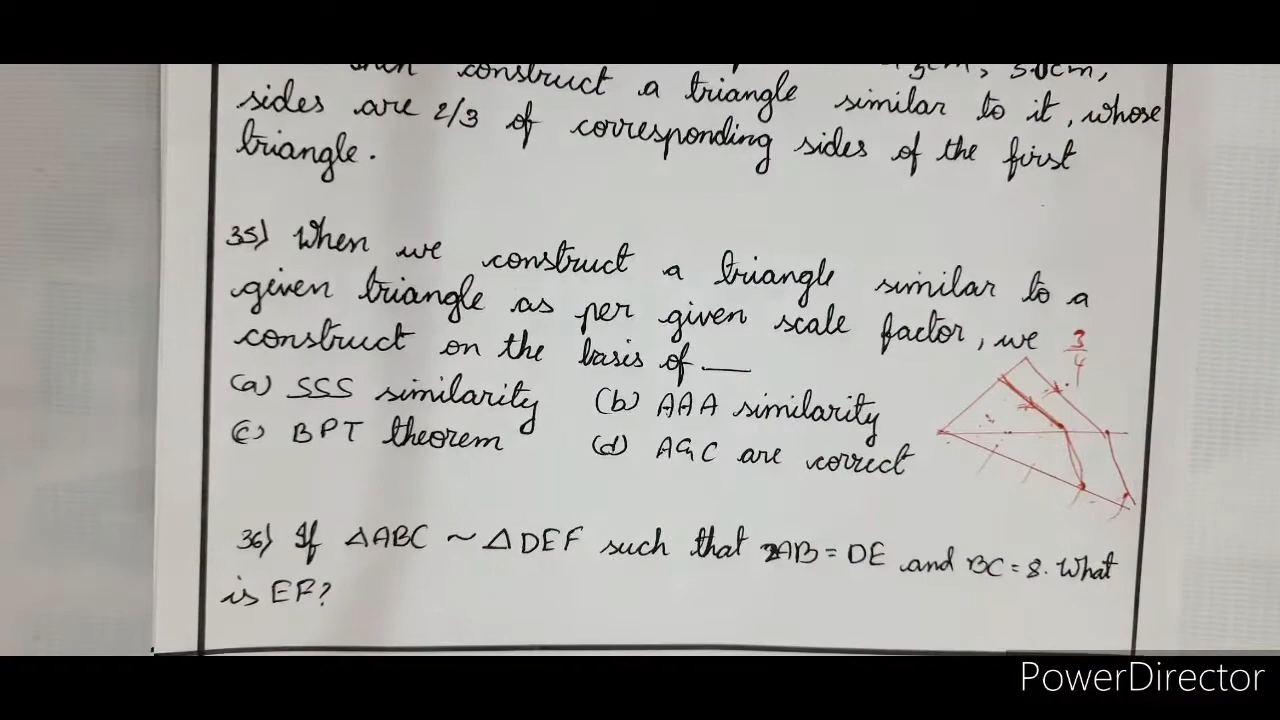 construct a triangle similar to it, whose
sides are 2/3 of corresponding sides of the first
triangle.
35) When we construct a triangle similar to a
given triangle as per given scale factor, we
construct on the basis of ___
3/4
(a) SSS similarity (b) AAA similarity
(c) BPT theorem (d) A&C are correct
36) If △ABC ~ △DEF such that 2AB = DE and BC = 8. What
is EF?
PowerDirector